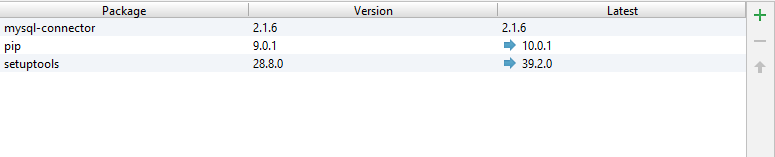 Package Version Latest
mysql-connector 2.1.6 2.1.6
pip 9.0.1 10.0.1
setuptools 28.8.0 39.2.0